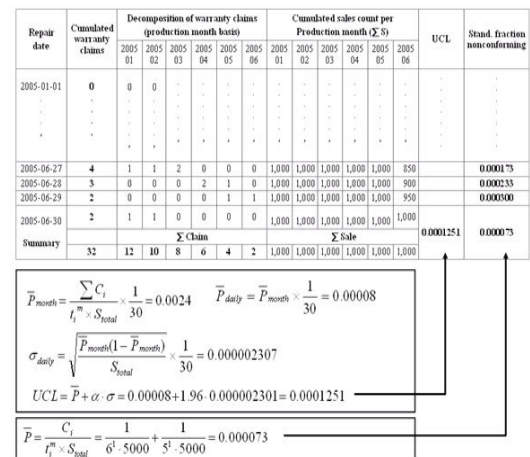 Repair date Cumulated warranty claims Decomposition of warranty claims (production month basis) Cumulated sales count per Production month (∑ S) UCL Stand. fraction nonconforming
2005 01 2005 02 2005 03 2005 04 2005 05 2005 06 2005 01 2005 02 2005 03 2005 04 2005 05 2005 06
2005-01-01 0 0 0
2005-06-27 4 1 1 2 0 0 0 1,000 1,000 1,000 1,000 1,000 850 0.000173
2005-06-28 3 0 0 0 2 1 0 1,000 1,000 1,000 1,000 1,000 900 0.000233
2005-06-29 2 0 0 0 0 1 1 1,000 1,000 1,000 1,000 1,000 950 0.000300
2005-06-30 2 1 1 0 0 0 0 1,000 1,000 1,000 1,000 1,000 1,000 0.0001251 0.000073
Summary ∑ Claim ∑ Sale
32 12 10 8 6 4 2 1,000 1,000 1,000 1,000 1,000 1,000
P̄month = ∑ Ci / (ti^m × Stotal) × 1/30 = 0.0024 P̄daily = P̄month × 1/30 = 0.00008
σdaily = √(P̄month(1 − P̄month) / Stotal) × 1/30 = 0.000002307
UCL = P̄ + α · σ = 0.00008 + 1.96 · 0.000002301 = 0.0001251
P̄ = Ci / (ti^m × Stotal) = 1 / (6^1 · 5000) + 1 / (5^1 · 5000) = 0.000073